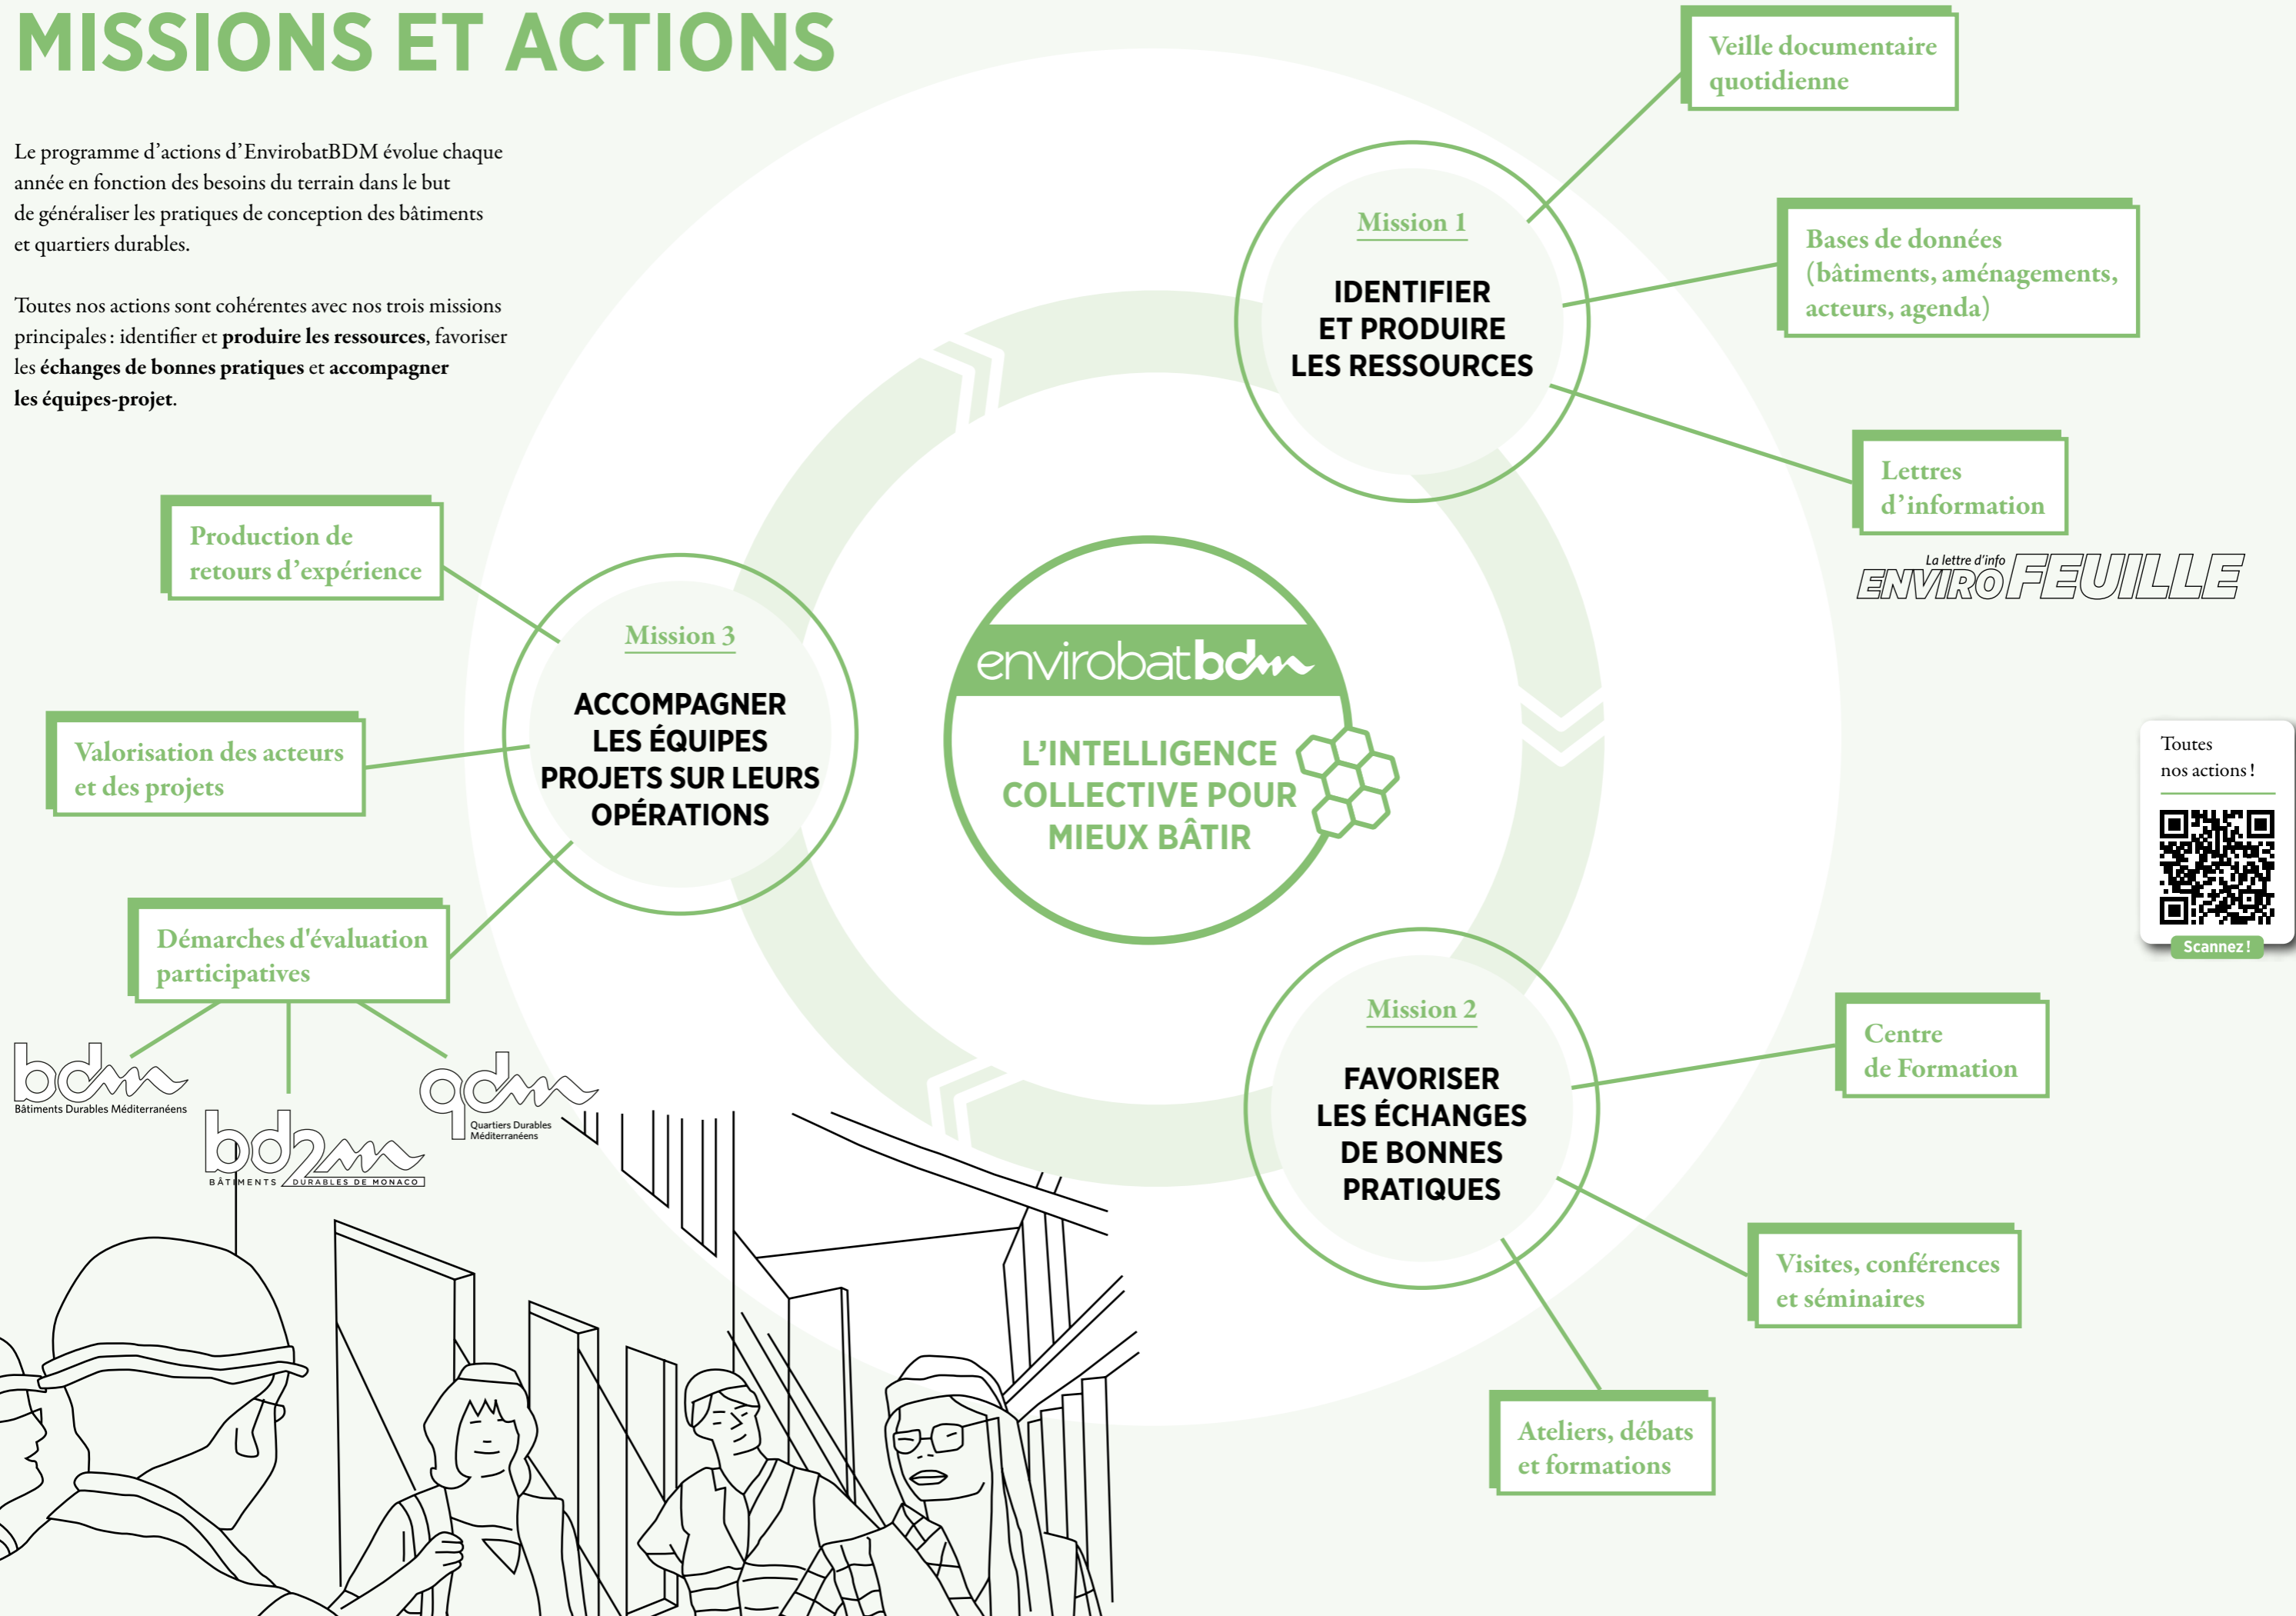 MISSIONS ET ACTIONS
Le programme d’actions d’EnvirobatBDM évolue chaque
année en fonction des besoins du terrain dans le but
de généraliser les pratiques de conception des bâtiments
et quartiers durables.
Toutes nos actions sont cohérentes avec nos trois missions
principales : identifier et produire les ressources, favoriser
les échanges de bonnes pratiques et accompagner
les équipes-projet.
Mission 1
IDENTIFIER
ET PRODUIRE
LES RESSOURCES
Veille documentaire
quotidienne
Bases de données
(bâtiments, aménagements,
acteurs, agenda)
Lettres
d’information
La lettre d’info
ENVIROFEUILLE
envirobatbdm
L’INTELLIGENCE
COLLECTIVE POUR
MIEUX BÂTIR
Toutes
nos actions !
Scannez !
Mission 2
FAVORISER
LES ÉCHANGES
DE BONNES
PRATIQUES
Centre
de Formation
Visites, conférences
et séminaires
Ateliers, débats
et formations
Mission 3
ACCOMPAGNER
LES ÉQUIPES
PROJETS SUR LEURS
OPÉRATIONS
Production de
retours d’expérience
Valorisation des acteurs
et des projets
Démarches d'évaluation
participatives
bdm
Bâtiments Durables Méditerranéens
bd2m
BÂTIMENTS DURABLES DE MONACO
qdm
Quartiers Durables
Méditerranéens